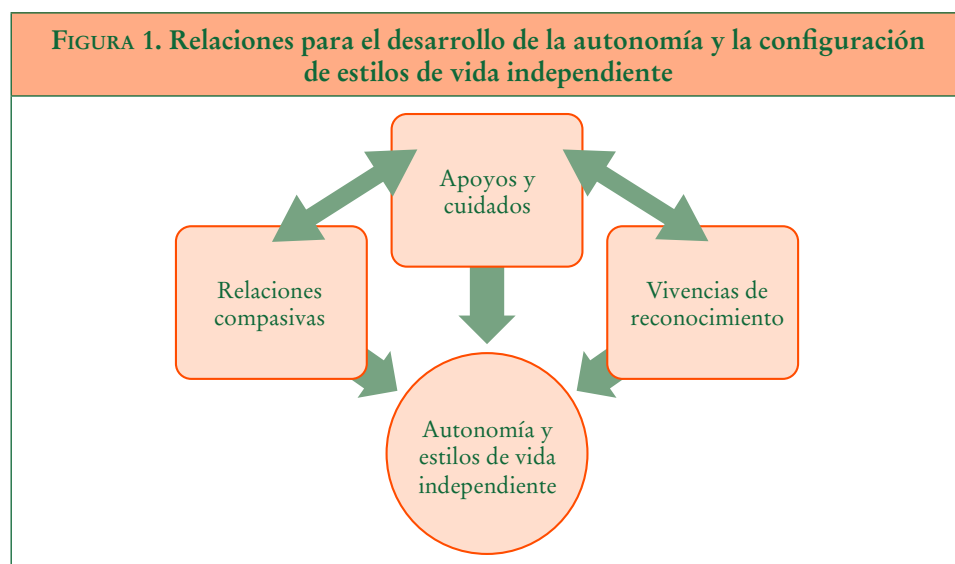 FIGURA 1. Relaciones para el desarrollo de la autonomía y la configuración
de estilos de vida independiente
Apoyos y
cuidados
Relaciones
compasivas
Vivencias de
reconocimiento
Autonomía y
estilos de vida
independiente